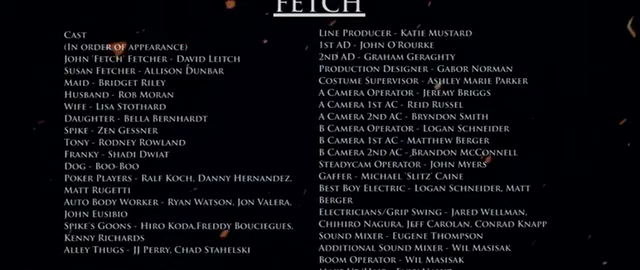 FETCH
CAST
(IN ORDER OF APPEARANCE)
JOHN 'FETCH' FETCHER - DAVID LEITCH
SUSAN FETCHER - ALLISON DUNBAR
MAID - BRIDGET RILEY
HUSBAND - ROB MORAN
WIFE - LISA STOTHARD
DAUGHTER - BELLA BERNHARDT
SPIKE - ZEN GESSNER
TONY - RODNEY ROWLAND
FRANKY - SHADI DWIAT
DOG - BOO-BOO
POKER PLAYERS - RALF KOCH, DANNY HERNANDEZ,
MATT RUGETTI
AUTO BODY WORKER - RYAN WATSON, JON VALERA,
JOHN EUSIBIO
SPIKE'S GOONS - HIRO KODA,FREDDY BOUCIEGUES,
KENNY RICHARDS
ALLEY THUGS - JJ PERRY, CHAD STAHELSKI
LINE PRODUCER - KATIE MUSTARD
1ST AD - JOHN O'ROURKE
2ND AD - GRAHAM GERAGHTY
PRODUCTION DESIGNER - GABOR NORMAN
COSTUME SUPERVISOR - ASHLEY MARIE PARKER
A CAMERA OPERATOR - JEREMY BRIGGS
A CAMERA 1ST AC - REID RUSSEL
A CAMERA 2ND AC - BRYNDON SMITH
B CAMERA OPERATOR - LOGAN SCHNEIDER
B CAMERA 1ST AC - MATTHEW BERGER
B CAMERA 2ND AC - BRANDON MCCONNELL
STEADYCAM OPERATOR - JOHN MYERS
GAFFER - MICHAEL 'SLITZ' CAINE
BEST BOY ELECTRIC - LOGAN SCHNEIDER, MATT
BERGER
ELECTRICIANS/GRIP SWING - JARED WELLMAN,
CHIHIRO NAGURA, JEFF CAROLAN, CONRAD KNAPP
SOUND MIXER - EUGENE THOMPSON
ADDITIONAL SOUND MIXER - WIL MASISAK
BOOM OPERATOR - WIL MASISAK